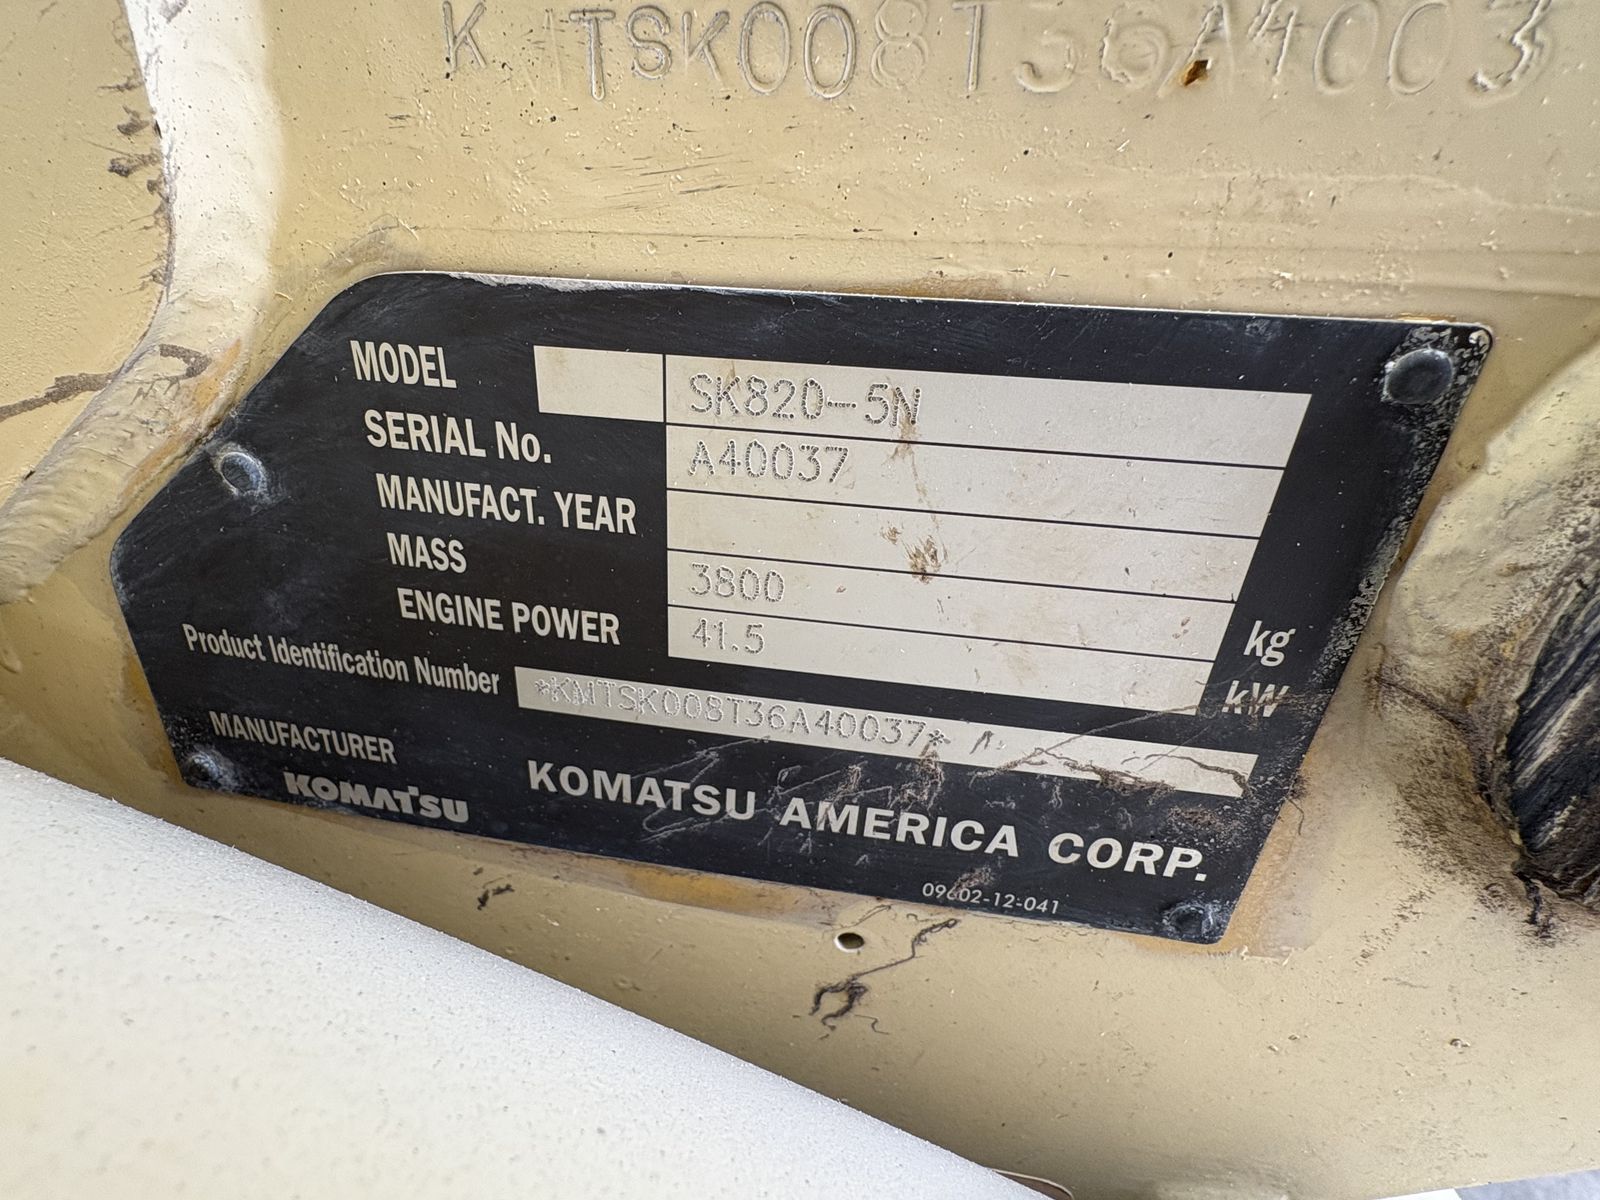 KMTSK008T36A4003
MODEL SK820-5N
SERIAL No. A40037
MANUFACT. YEAR
MASS 3800 kg
ENGINE POWER 41.5 kW
Product Identification Number *KMTSK008T36A40037*
MANUFACTURER
KOMATSU KOMATSU AMERICA CORP.
09602-12-041